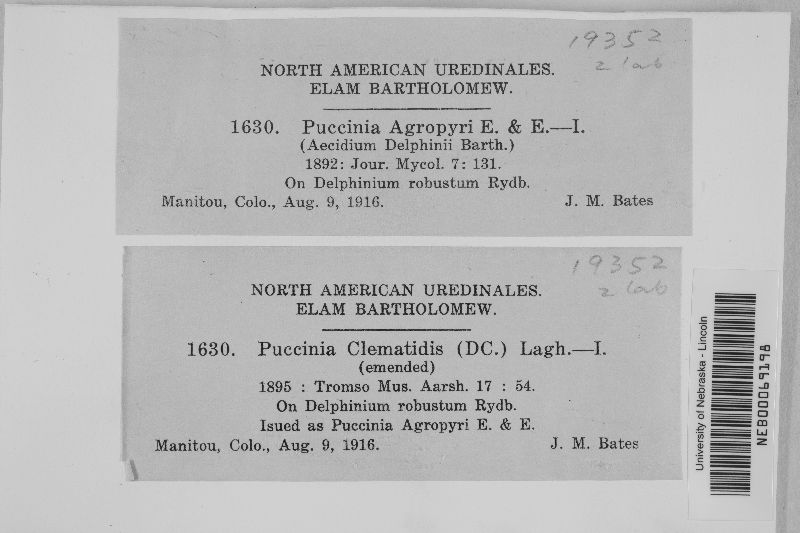 19352
2 lab
NORTH AMERICAN UREDINALES.
ELAM BARTHOLOMEW.
1630. Puccinia Agropyri E. & E.—I.
(Aecidium Delphinii Barth.)
1892: Jour. Mycol. 7: 131.
On Delphinium robustum Rydb.
Manitou, Colo., Aug. 9, 1916. J. M. Bates
19352
2 lab
NORTH AMERICAN UREDINALES.
ELAM BARTHOLOMEW.
1630. Puccinia Clematidis (DC.) Lagh.—I.
(emended)
1895 : Tromso Mus. Aarsh. 17 : 54.
On Delphinium robustum Rydb.
Isued as Puccinia Agropyri E. & E.
Manitou, Colo., Aug. 9, 1916. J. M. Bates
University of Nebraska - Lincoln
NEB00069198